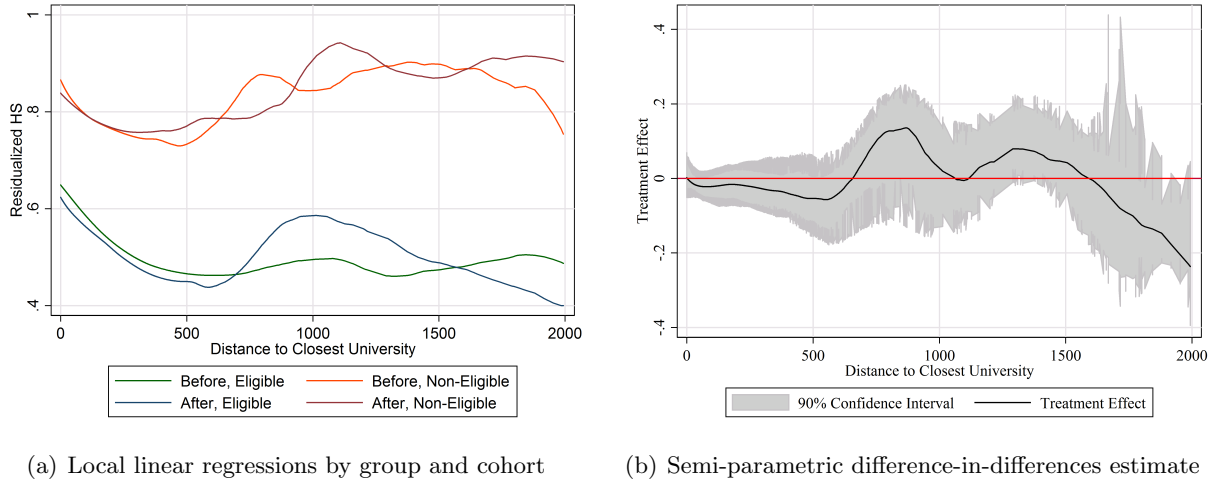 Residualized HS
1
.8
.6
.4
0
500
1000
1500
2000
Distance to Closest University
Before, Eligible
Before, Non-Eligible
After, Eligible
After, Non-Eligible
(a) Local linear regressions by group and cohort
Treatment Effect
.4
.2
0
-.2
-.4
0
500
1000
1500
2000
Distance to Closest University
90% Confidence Interval
Treatment Effect
(b) Semi-parametric difference-in-differences estimate